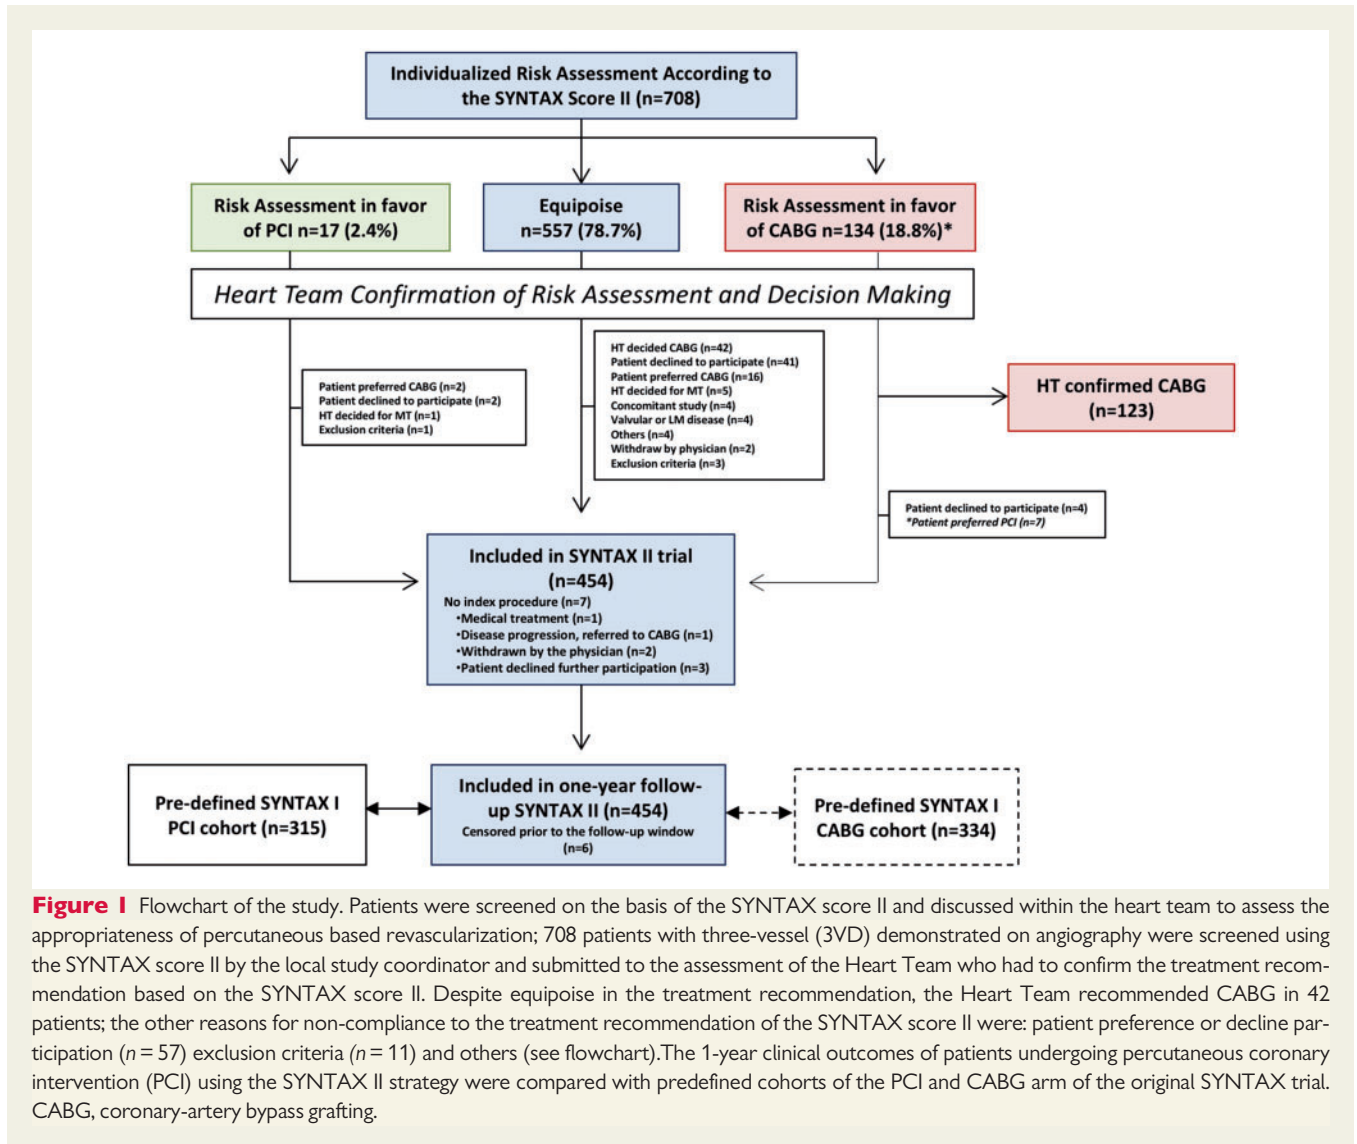 Individualized Risk Assessment According to
the SYNTAX Score II (n=708)
Risk Assessment in favor
of PCI n=17 (2.4%)
Equipoise
n=557 (78.7%)
Risk Assessment in favor
of CABG n=134 (18.8%)*
Heart Team Confirmation of Risk Assessment and Decision Making
Patient preferred CABG (n=2)
Patient declined to participate (n=2)
HT decided for MT (n=1)
Exclusion criteria (n=1)
HT decided CABG (n=42)
Patient declined to participate (n=41)
Patient preferred CABG (n=16)
HT decided for MT (n=5)
Concomitant study (n=4)
Valvular or LM disease (n=4)
Others (n=4)
Withdraw by physician (n=2)
Exclusion criteria (n=3)
HT confirmed CABG
(n=123)
Patient declined to participate (n=4)
*Patient preferred PCI (n=7)
Included in SYNTAX II trial
(n=454)
No index procedure (n=7)
•Medical treatment (n=1)
•Disease progression, referred to CABG (n=1)
•Withdrawn by the physician (n=2)
•Patient declined further participation (n=3)
Pre-defined SYNTAX I
PCI cohort (n=315)
Included in one-year follow-
up SYNTAX II (n=454)
Censored prior to the follow-up window
(n=6)
Pre-defined SYNTAX I
CABG cohort (n=334)
Figure 1 Flowchart of the study. Patients were screened on the basis of the SYNTAX score II and discussed within the heart team to assess the
appropriateness of percutaneous based revascularization; 708 patients with three-vessel (3VD) demonstrated on angiography were screened using
the SYNTAX score II by the local study coordinator and submitted to the assessment of the Heart Team who had to confirm the treatment recom-
mendation based on the SYNTAX score II. Despite equipoise in the treatment recommendation, the Heart Team recommended CABG in 42
patients; the other reasons for non-compliance to the treatment recommendation of the SYNTAX score II were: patient preference or decline par-
ticipation (n = 57) exclusion criteria (n = 11) and others (see flowchart).The 1-year clinical outcomes of patients undergoing percutaneous coronary
intervention (PCI) using the SYNTAX II strategy were compared with predefined cohorts of the PCI and CABG arm of the original SYNTAX trial.
CABG, coronary-artery bypass grafting.